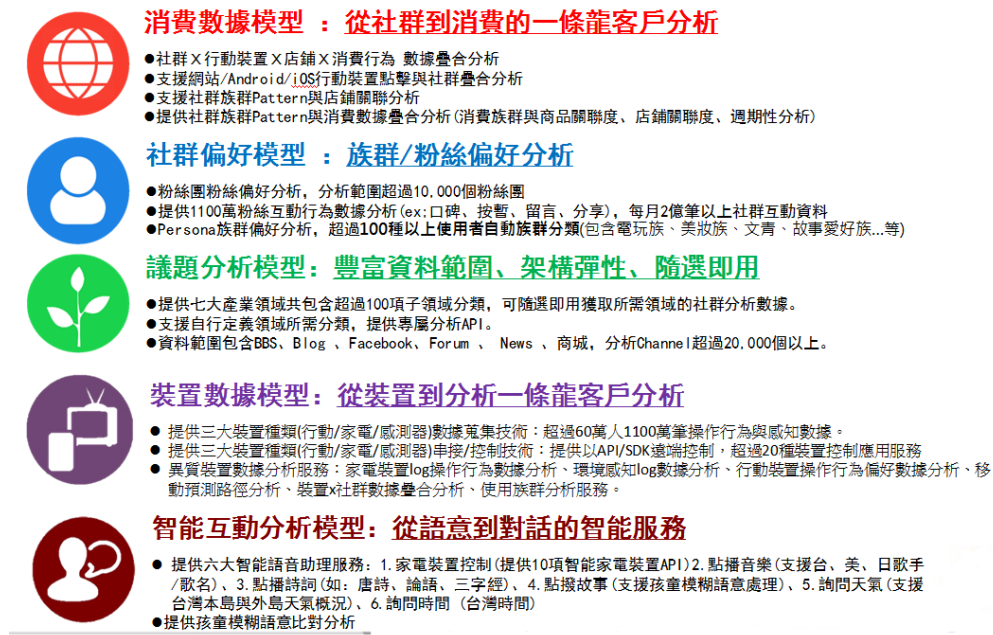 消費數據模型 ：從社群到消費的一條龍客戶分析
●社群Ｘ行動裝置Ｘ店鋪Ｘ消費行為 數據疊合分析
●支援網站/Android/iOS行動裝置點擊與社群疊合分析
●支援社群族群Pattern與店鋪關聯分析
●提供社群族群Pattern與消費數據疊合分析(消費族群與商品關聯度、店鋪關聯度、週期性分析)
社群偏好模型 ：族群/粉絲偏好分析
●粉絲團粉絲偏好分析，分析範圍超過10,000個粉絲團
●提供1100萬粉絲互動行為數據分析(ex:口碑、按暫、留言、分享)，每月2億筆以上社群互動資料
●Persona族群偏好分析，超過100種以上使用者自動族群分類(包含電玩族、美妝族、文青、故事愛好族…等)
議題分析模型：豐富資料範圍、架構彈性、隨選即用
●提供七大產業領域共包含超過100項子領域分類，可隨選即用獲取所需領域的社群分析數據。
●支援自行定義領域所需分類，提供專屬分析API。
●資料範圍包含BBS、Blog 、Facebook、Forum 、 News 、商城，分析Channel超過20,000個以上。
裝置數據模型：從裝置到分析一條龍客戶分析
● 提供三大裝置種類(行動/家電/感測器)數據蒐集技術：超過60萬人1100萬筆操作行為與感知數據。
● 提供三大裝置種類(行動/家電/感測器)串接/控制技術：提供以API/SDK遠端控制，超過20種裝置控制應用服務
● 異質裝置數據分析服務：家電裝置log操作行為數據分析、環境感知log數據分析、行動裝置操作行為偏好數據分析、移
動預測路徑分析、裝置x社群數據疊合分析、使用族群分析服務。
智能互動分析模型：從語意到對話的智能服務
● 提供六大智能語音助理服務：1.家電裝置控制(提供10項智能家電裝置API)2.點播音樂(支援台、美、日歌手
/歌名)、3.點播詩詞(如：唐詩、論語、三字經)、4.點撥故事(支援孩童模糊語意處理)、5.詢問天氣(支援
台灣本島與外島天氣概況)、6.詢問時間 (台灣時間)
●提供孩童模糊語意比對分析